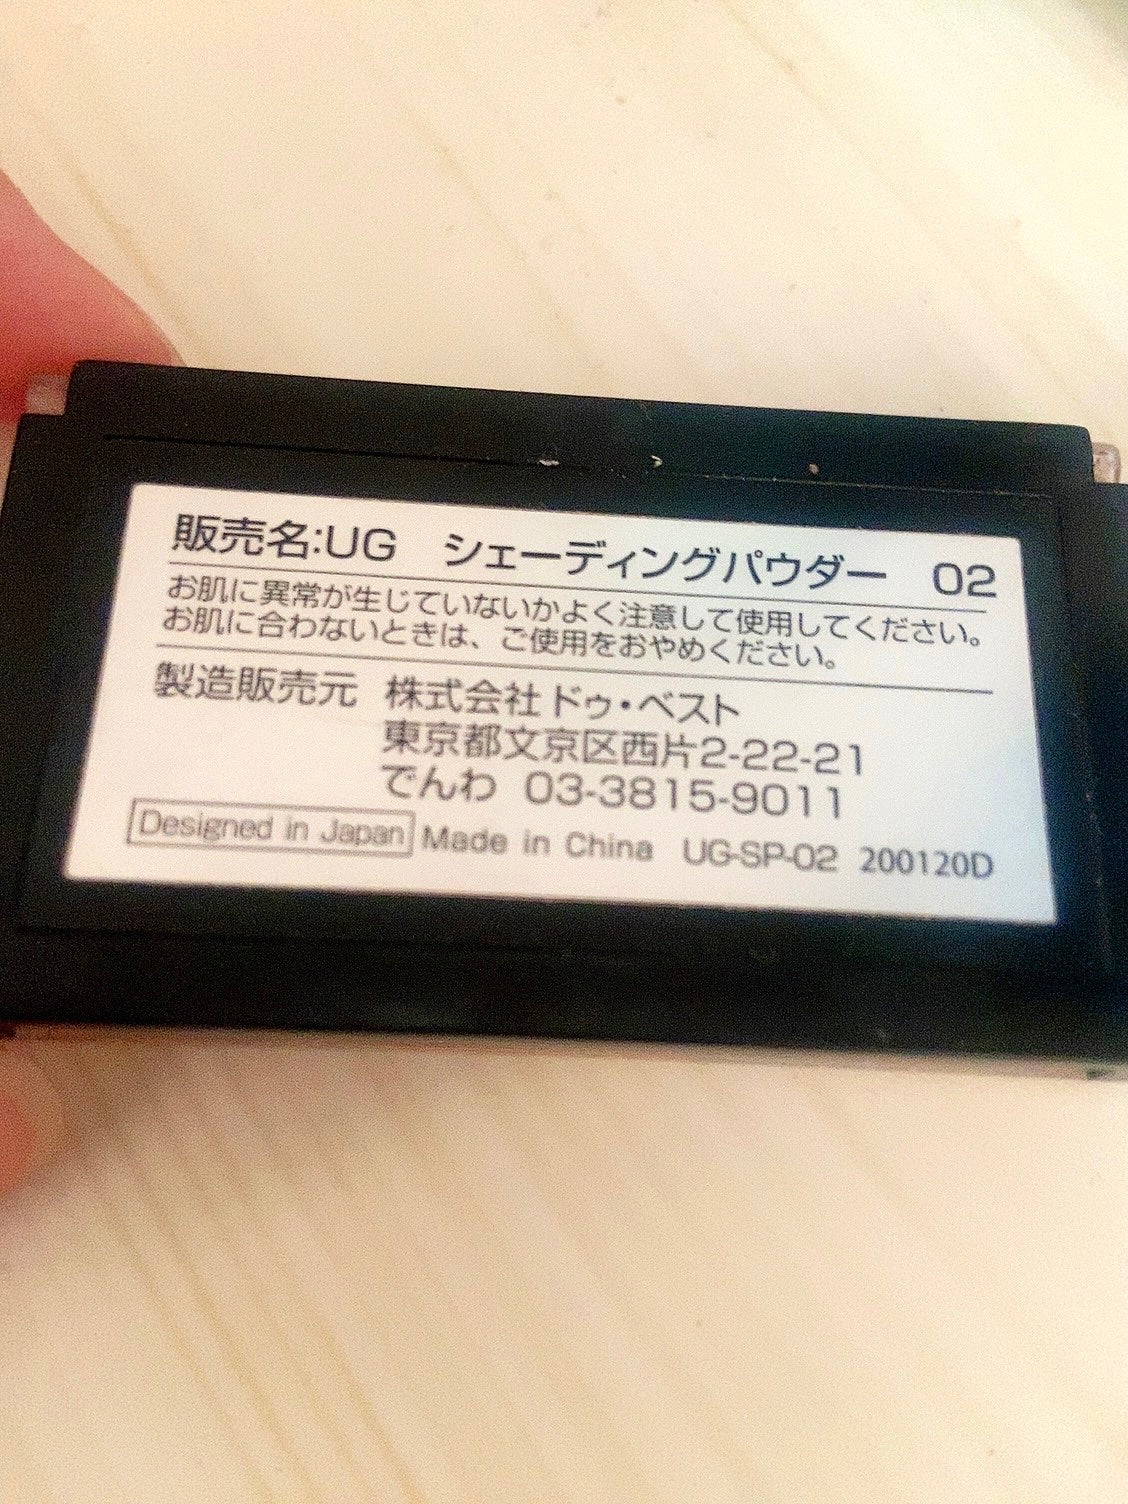 販売名:UG シェーディングパウダー 02
お肌に異常が生じていないかよく注意して使用してください。
お肌に合わないときは、ご使用をおやめください。
製造販売元 株式会社ドゥ・ベスト
東京都文京区西片2-22-21
でんわ 03-3815-9011
Designed in Japan Made in China UG-SP-02 200120D